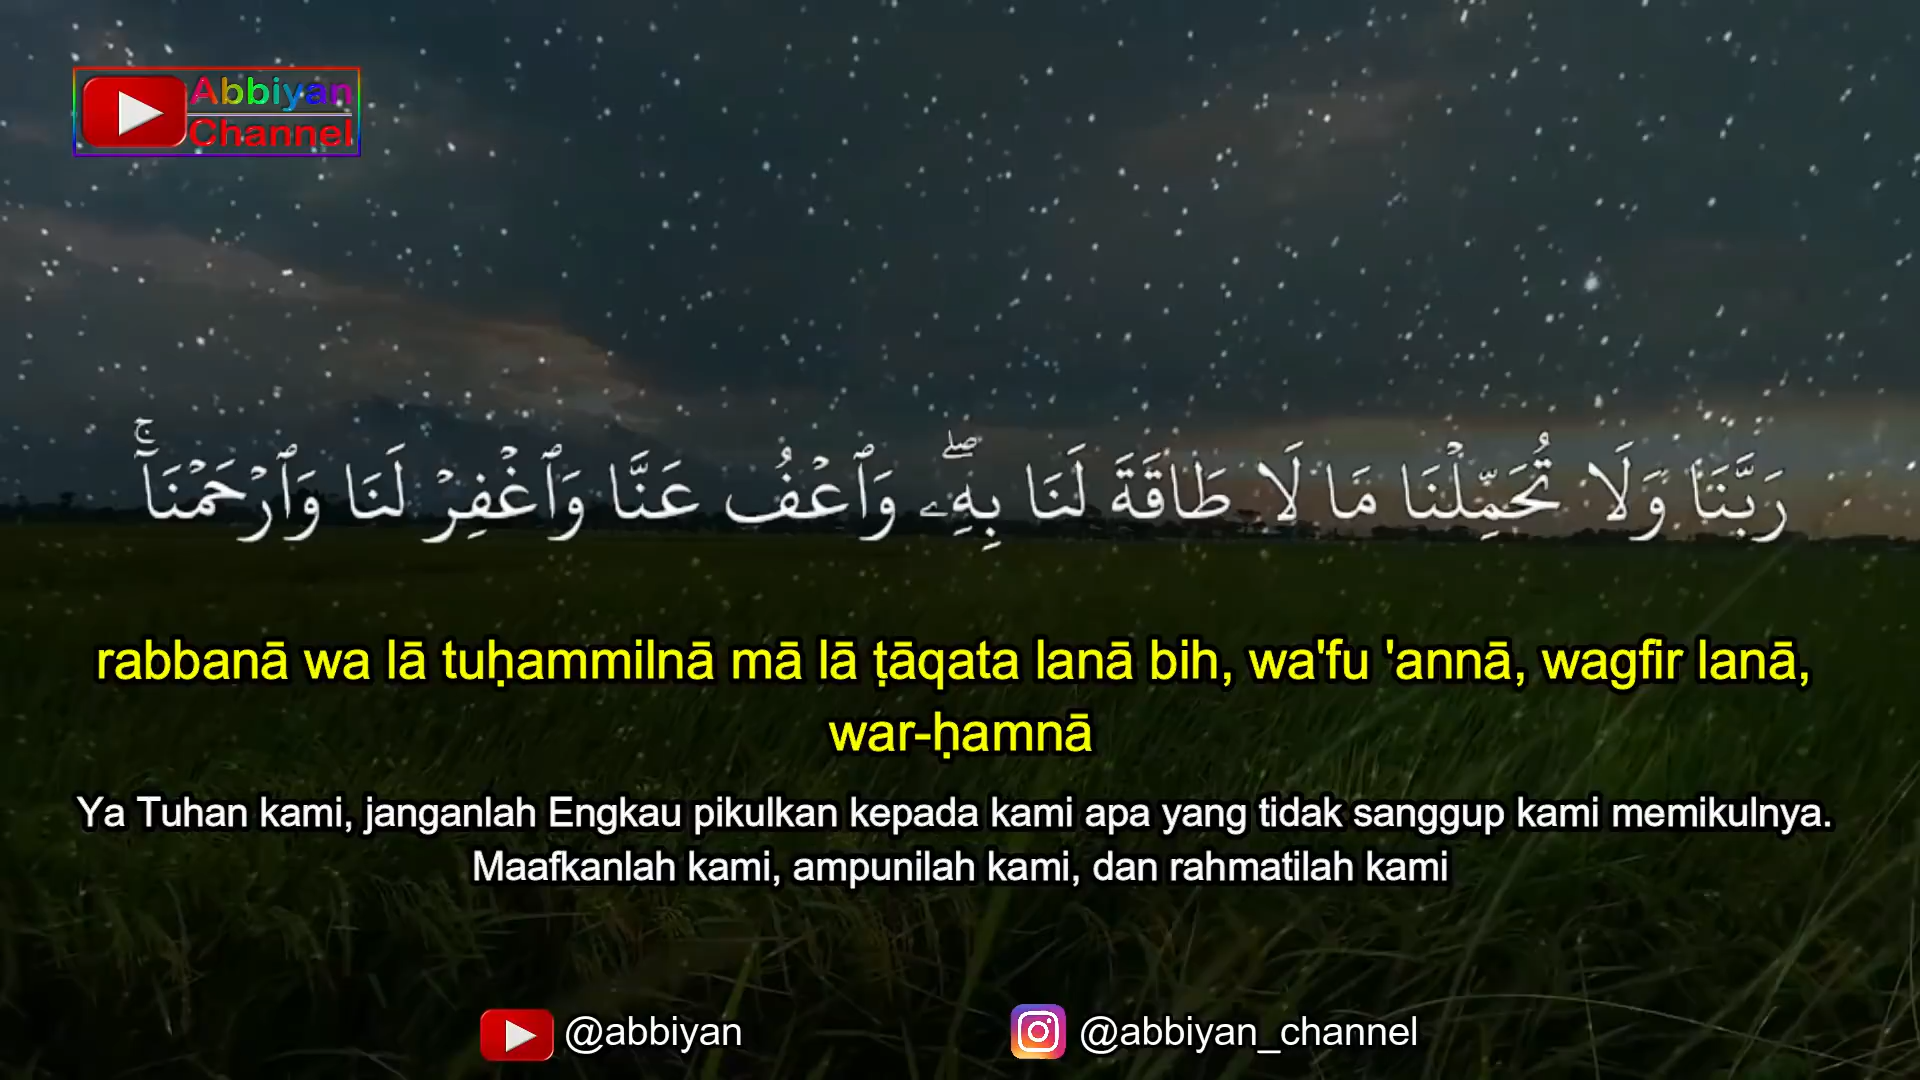 Abbiyan
Channel
رَبَّنَا وَلَا تُحَمِّلْنَا مَا لَا طَاقَةَ لَنَا بِهِۦۖ وَٱعْفُ عَنَّا وَٱغْفِرْ لَنَا وَٱرْحَمْنَآۚ
rabbanā wa lā tuḥammilnā mā lā ṭāqata lanā bih, wa'fu 'annā, wagfir lanā,
war-ḥamnā
Ya Tuhan kami, janganlah Engkau pikulkan kepada kami apa yang tidak sanggup kami memikulnya.
Maafkanlah kami, ampunilah kami, dan rahmatilah kami
@abbiyan
@abbiyan_channel